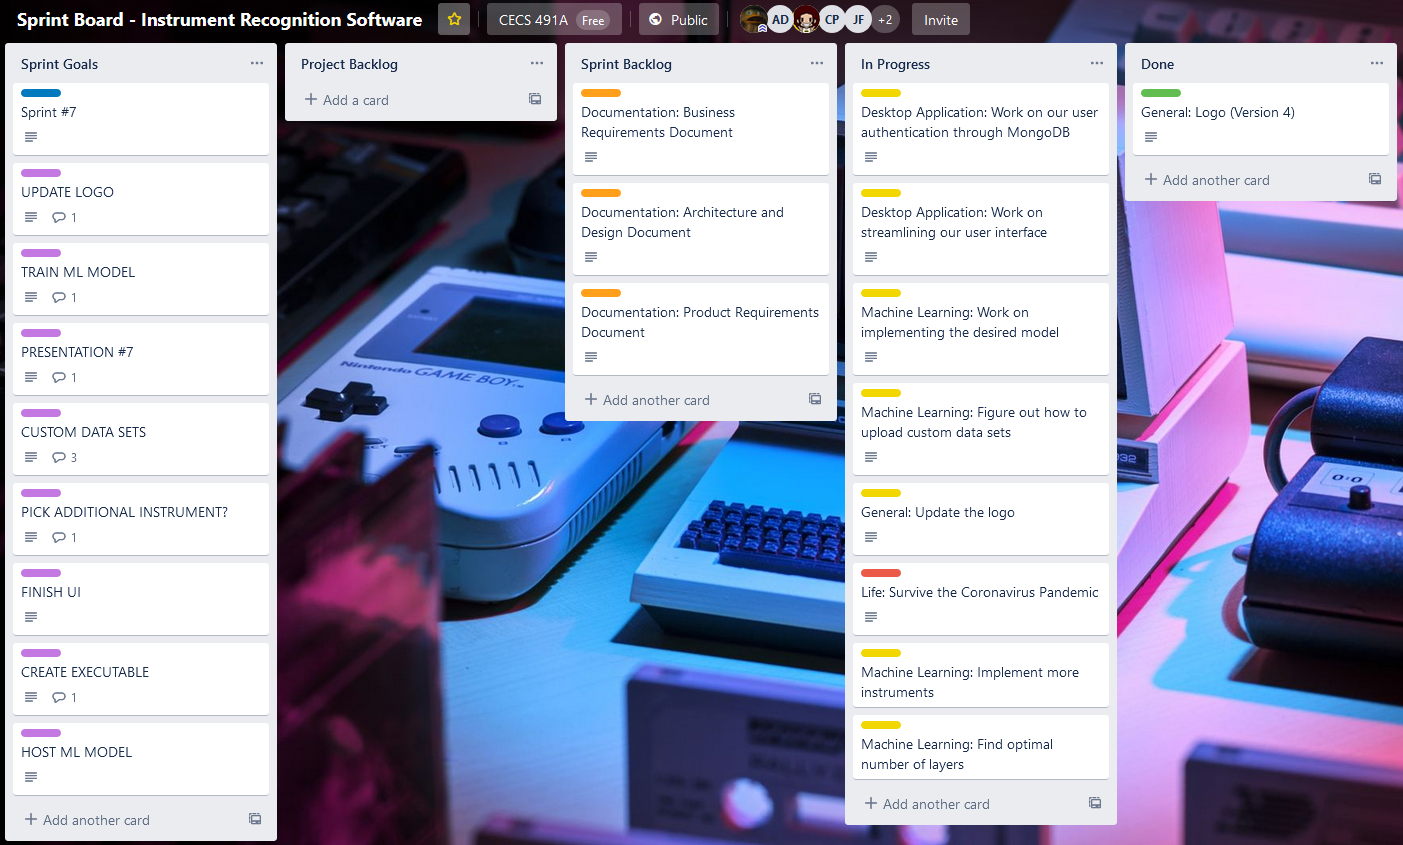 Sprint Board - Instrument Recognition Software
CECS 491A Free
Public
AD
CP
JF
+2
Invite
Sprint Goals
Sprint #7
UPDATE LOGO
1
TRAIN ML MODEL
1
PRESENTATION #7
1
CUSTOM DATA SETS
3
PICK ADDITIONAL INSTRUMENT?
1
FINISH UI
CREATE EXECUTABLE
1
HOST ML MODEL
+ Add another card
Project Backlog
+ Add a card
Sprint Backlog
Documentation: Business
Requirements Document
Documentation: Architecture and
Design Document
Documentation: Product Requirements
Document
+ Add another card
In Progress
Desktop Application: Work on our user
authentication through MongoDB
Desktop Application: Work on
streamlining our user interface
Machine Learning: Work on
implementing the desired model
Machine Learning: Figure out how to
upload custom data sets
General: Update the logo
Life: Survive the Coronavirus Pandemic
Machine Learning: Implement more
instruments
Machine Learning: Find optimal
number of layers
+ Add another card
Done
General: Logo (Version 4)
+ Add another card
Nintendo GAME BOY